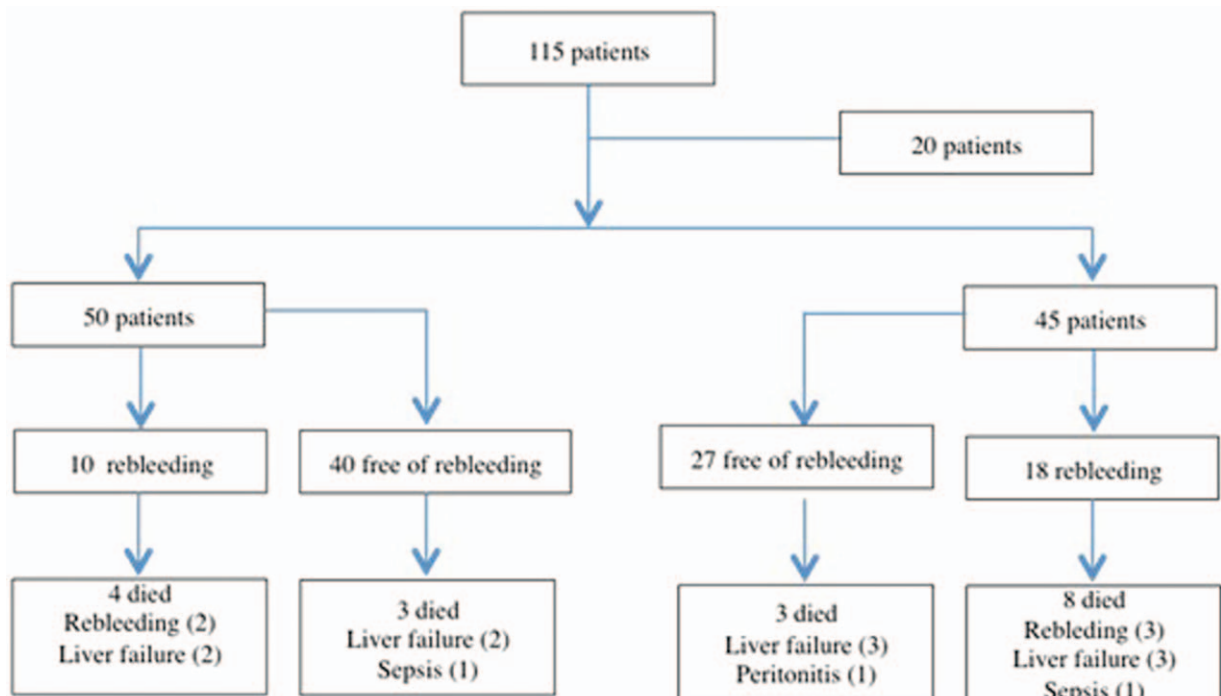 115 patients
20 patients
50 patients
45 patients
10 rebleeding
40 free of rebleeding
27 free of rebleeding
18 rebleeding
4 died
Rebleeding (2)
Liver failure (2)
3 died
Liver failure (2)
Sepsis (1)
3 died
Liver failure (3)
Peritonitis (1)
8 died
Rebleding (3)
Liver failure (3)
Sepsis (1)